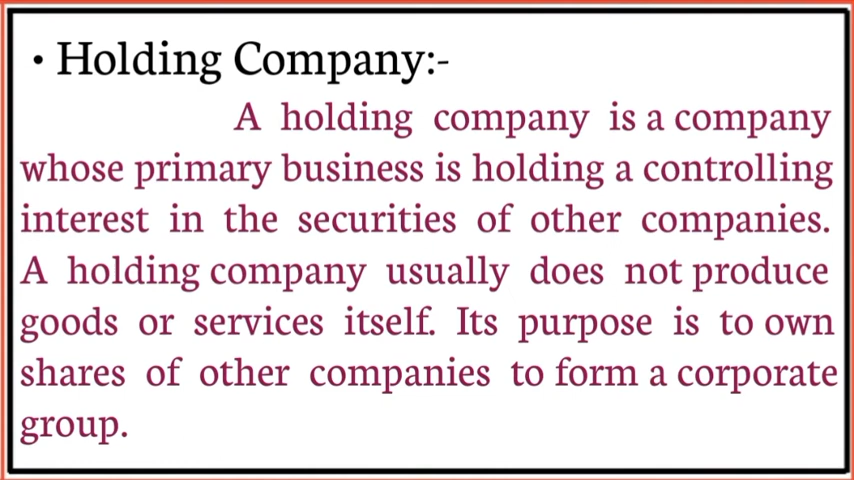 • Holding Company:-
A holding company is a company
whose primary business is holding a controlling
interest in the securities of other companies.
A holding company usually does not produce
goods or services itself. Its purpose is to own
shares of other companies to form a corporate
group.